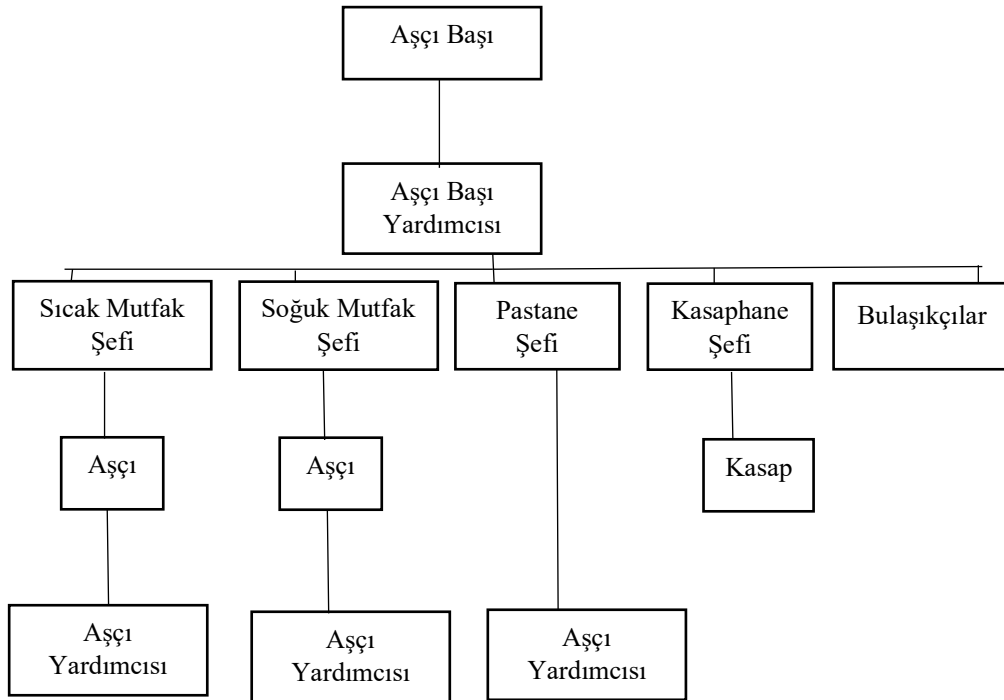 Aşçı Başı
Aşçı Başı
Yardımcısı
Sıcak Mutfak
Şefi
Soğuk Mutfak
Şefi
Pastane
Şefi
Kasaphane
Şefi
Bulaşıkçılar
Aşçı
Aşçı
Kasap
Aşçı
Yardımcısı
Aşçı
Yardımcısı
Aşçı
Yardımcısı